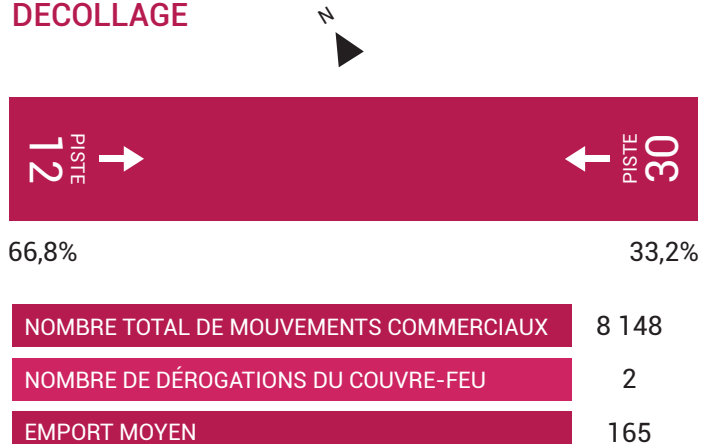 DECOLLAGE
N
PISTE
12
PISTE
30
66,8%
33,2%
NOMBRE TOTAL DE MOUVEMENTS COMMERCIAUX 8 148
NOMBRE DE DÉROGATIONS DU COUVRE-FEU 2
EMPORT MOYEN 165